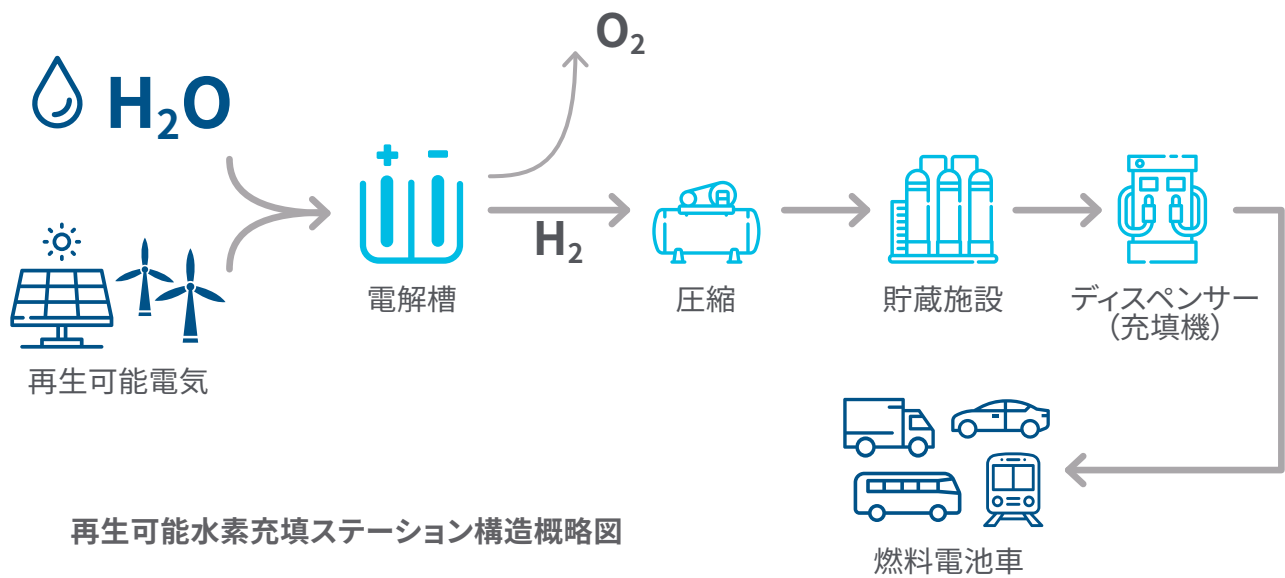 O₂
H₂O
H₂
電解槽
圧縮
貯蔵施設
ディスペンサー
（充填機）
再生可能電気
再生可能水素充填ステーション構造概略図
燃料電池車